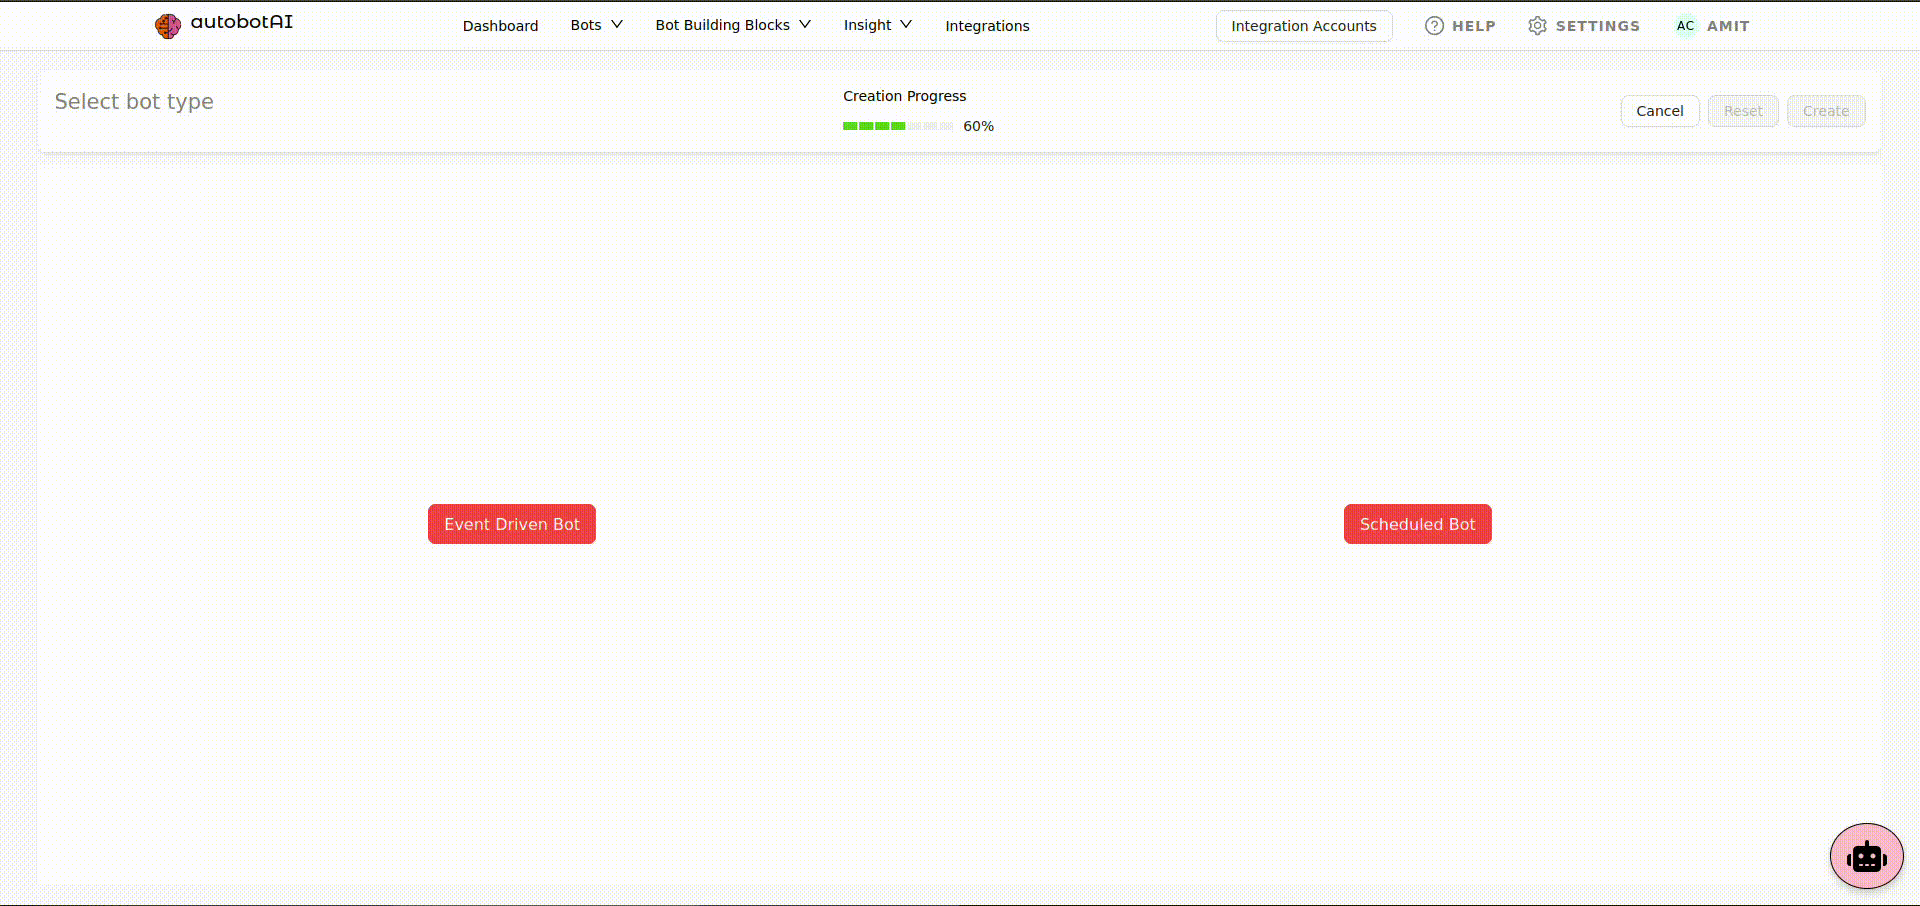 autobotAI
Dashboard
Bots
Bot Building Blocks
Insight
Integrations
Integration Accounts
HELP
SETTINGS
AC
AMIT
Select bot type
Creation Progress
60%
Cancel
Reset
Create
Event Driven Bot
Scheduled Bot